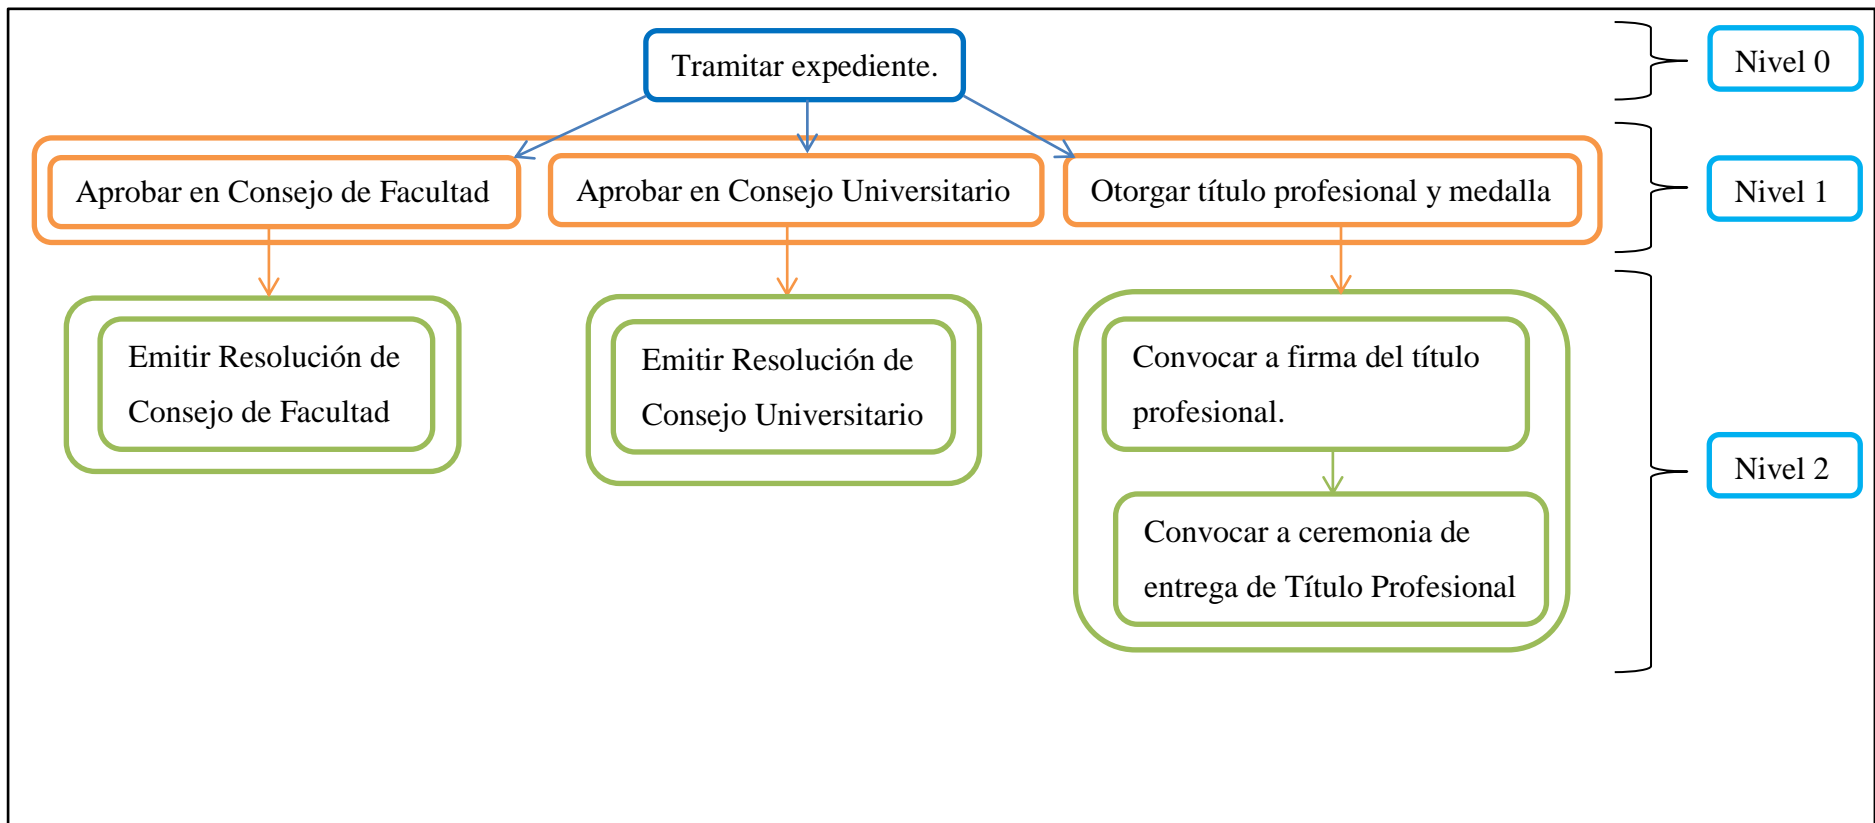 Tramitar expediente.
Nivel 0
Aprobar en Consejo de Facultad
Aprobar en Consejo Universitario
Otorgar título profesional y medalla
Nivel 1
Emitir Resolución de
Consejo de Facultad
Emitir Resolución de
Consejo Universitario
Convocar a firma del título
profesional.
Convocar a ceremonia de
entrega de Título Profesional
Nivel 2